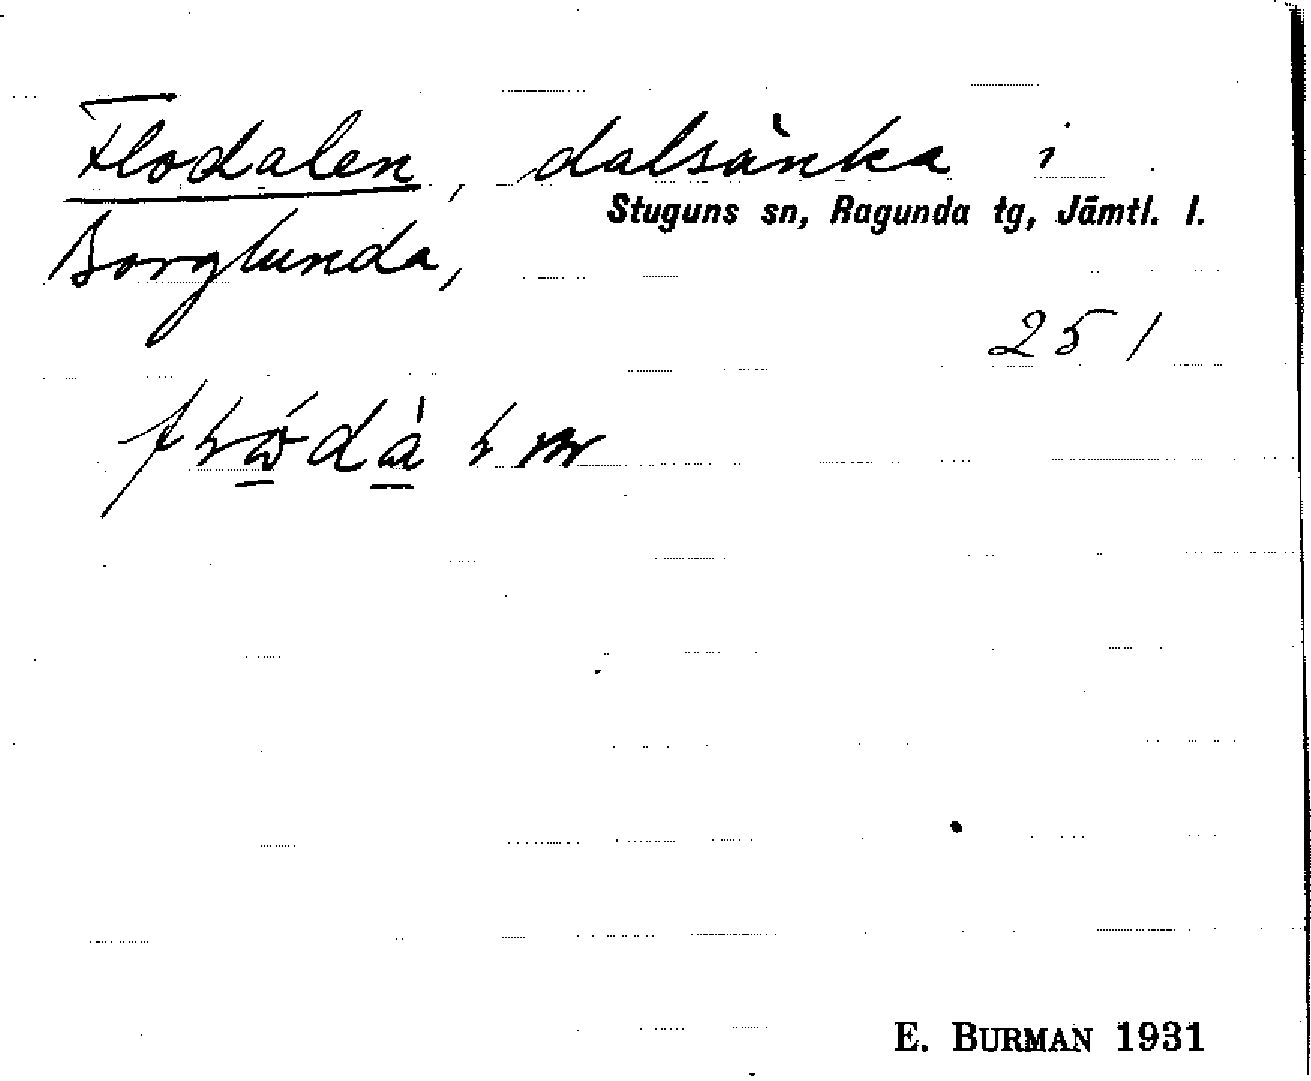 Flodalen, dalsänka i
Stuguns sn, Ragunda tg, Jämtl. l.
Borglunda,
251
E. BURMAN 1931